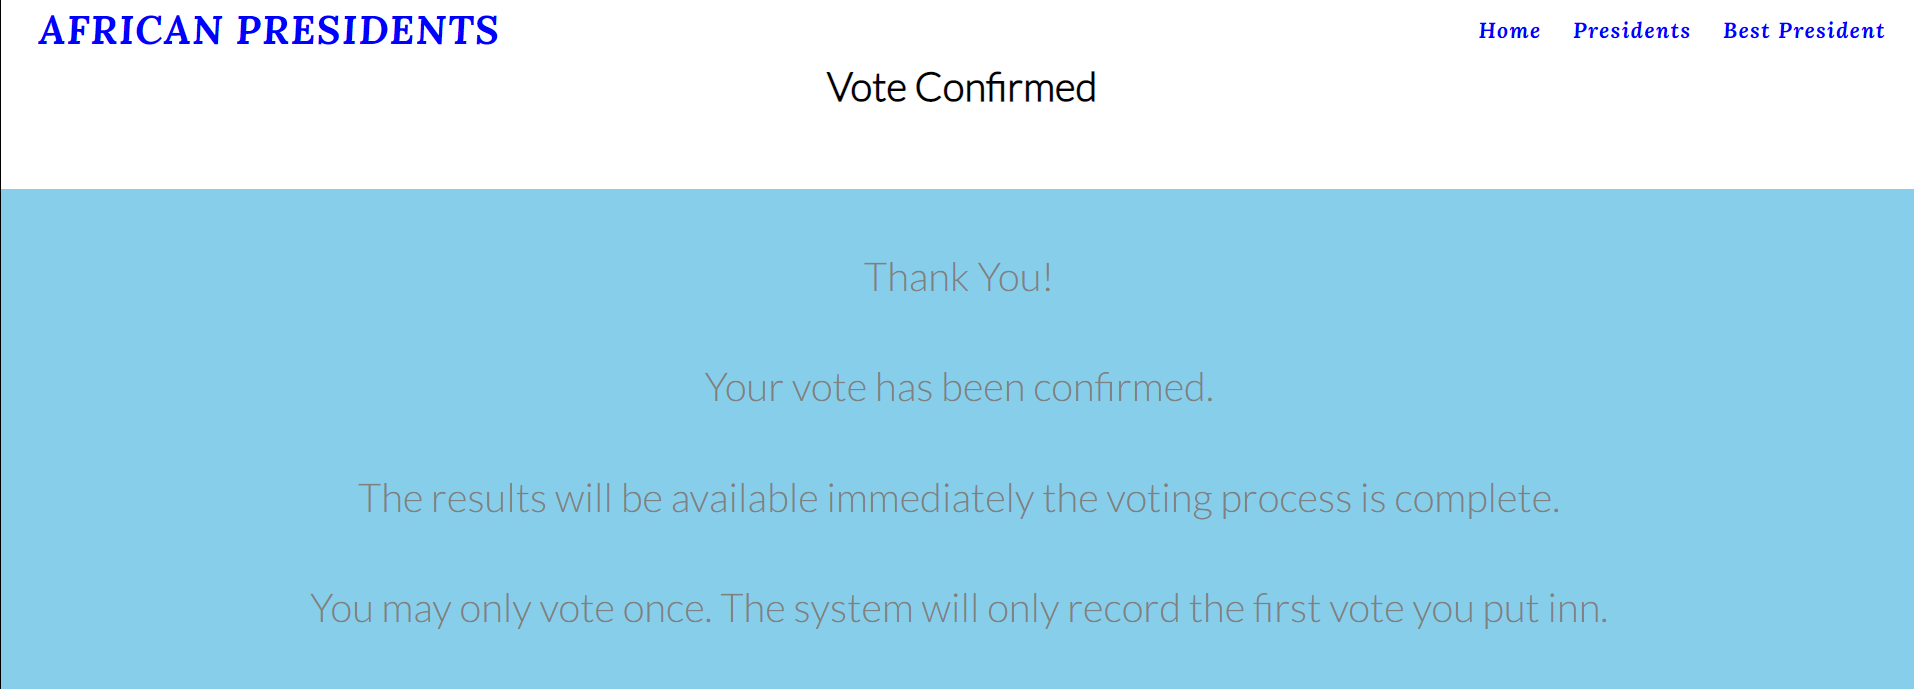 AFRICAN PRESIDENTS
Home Presidents Best President
Vote Confirmed
Thank You!
Your vote has been confirmed.
The results will be available immediately the voting process is complete.
You may only vote once. The system will only record the first vote you put inn.